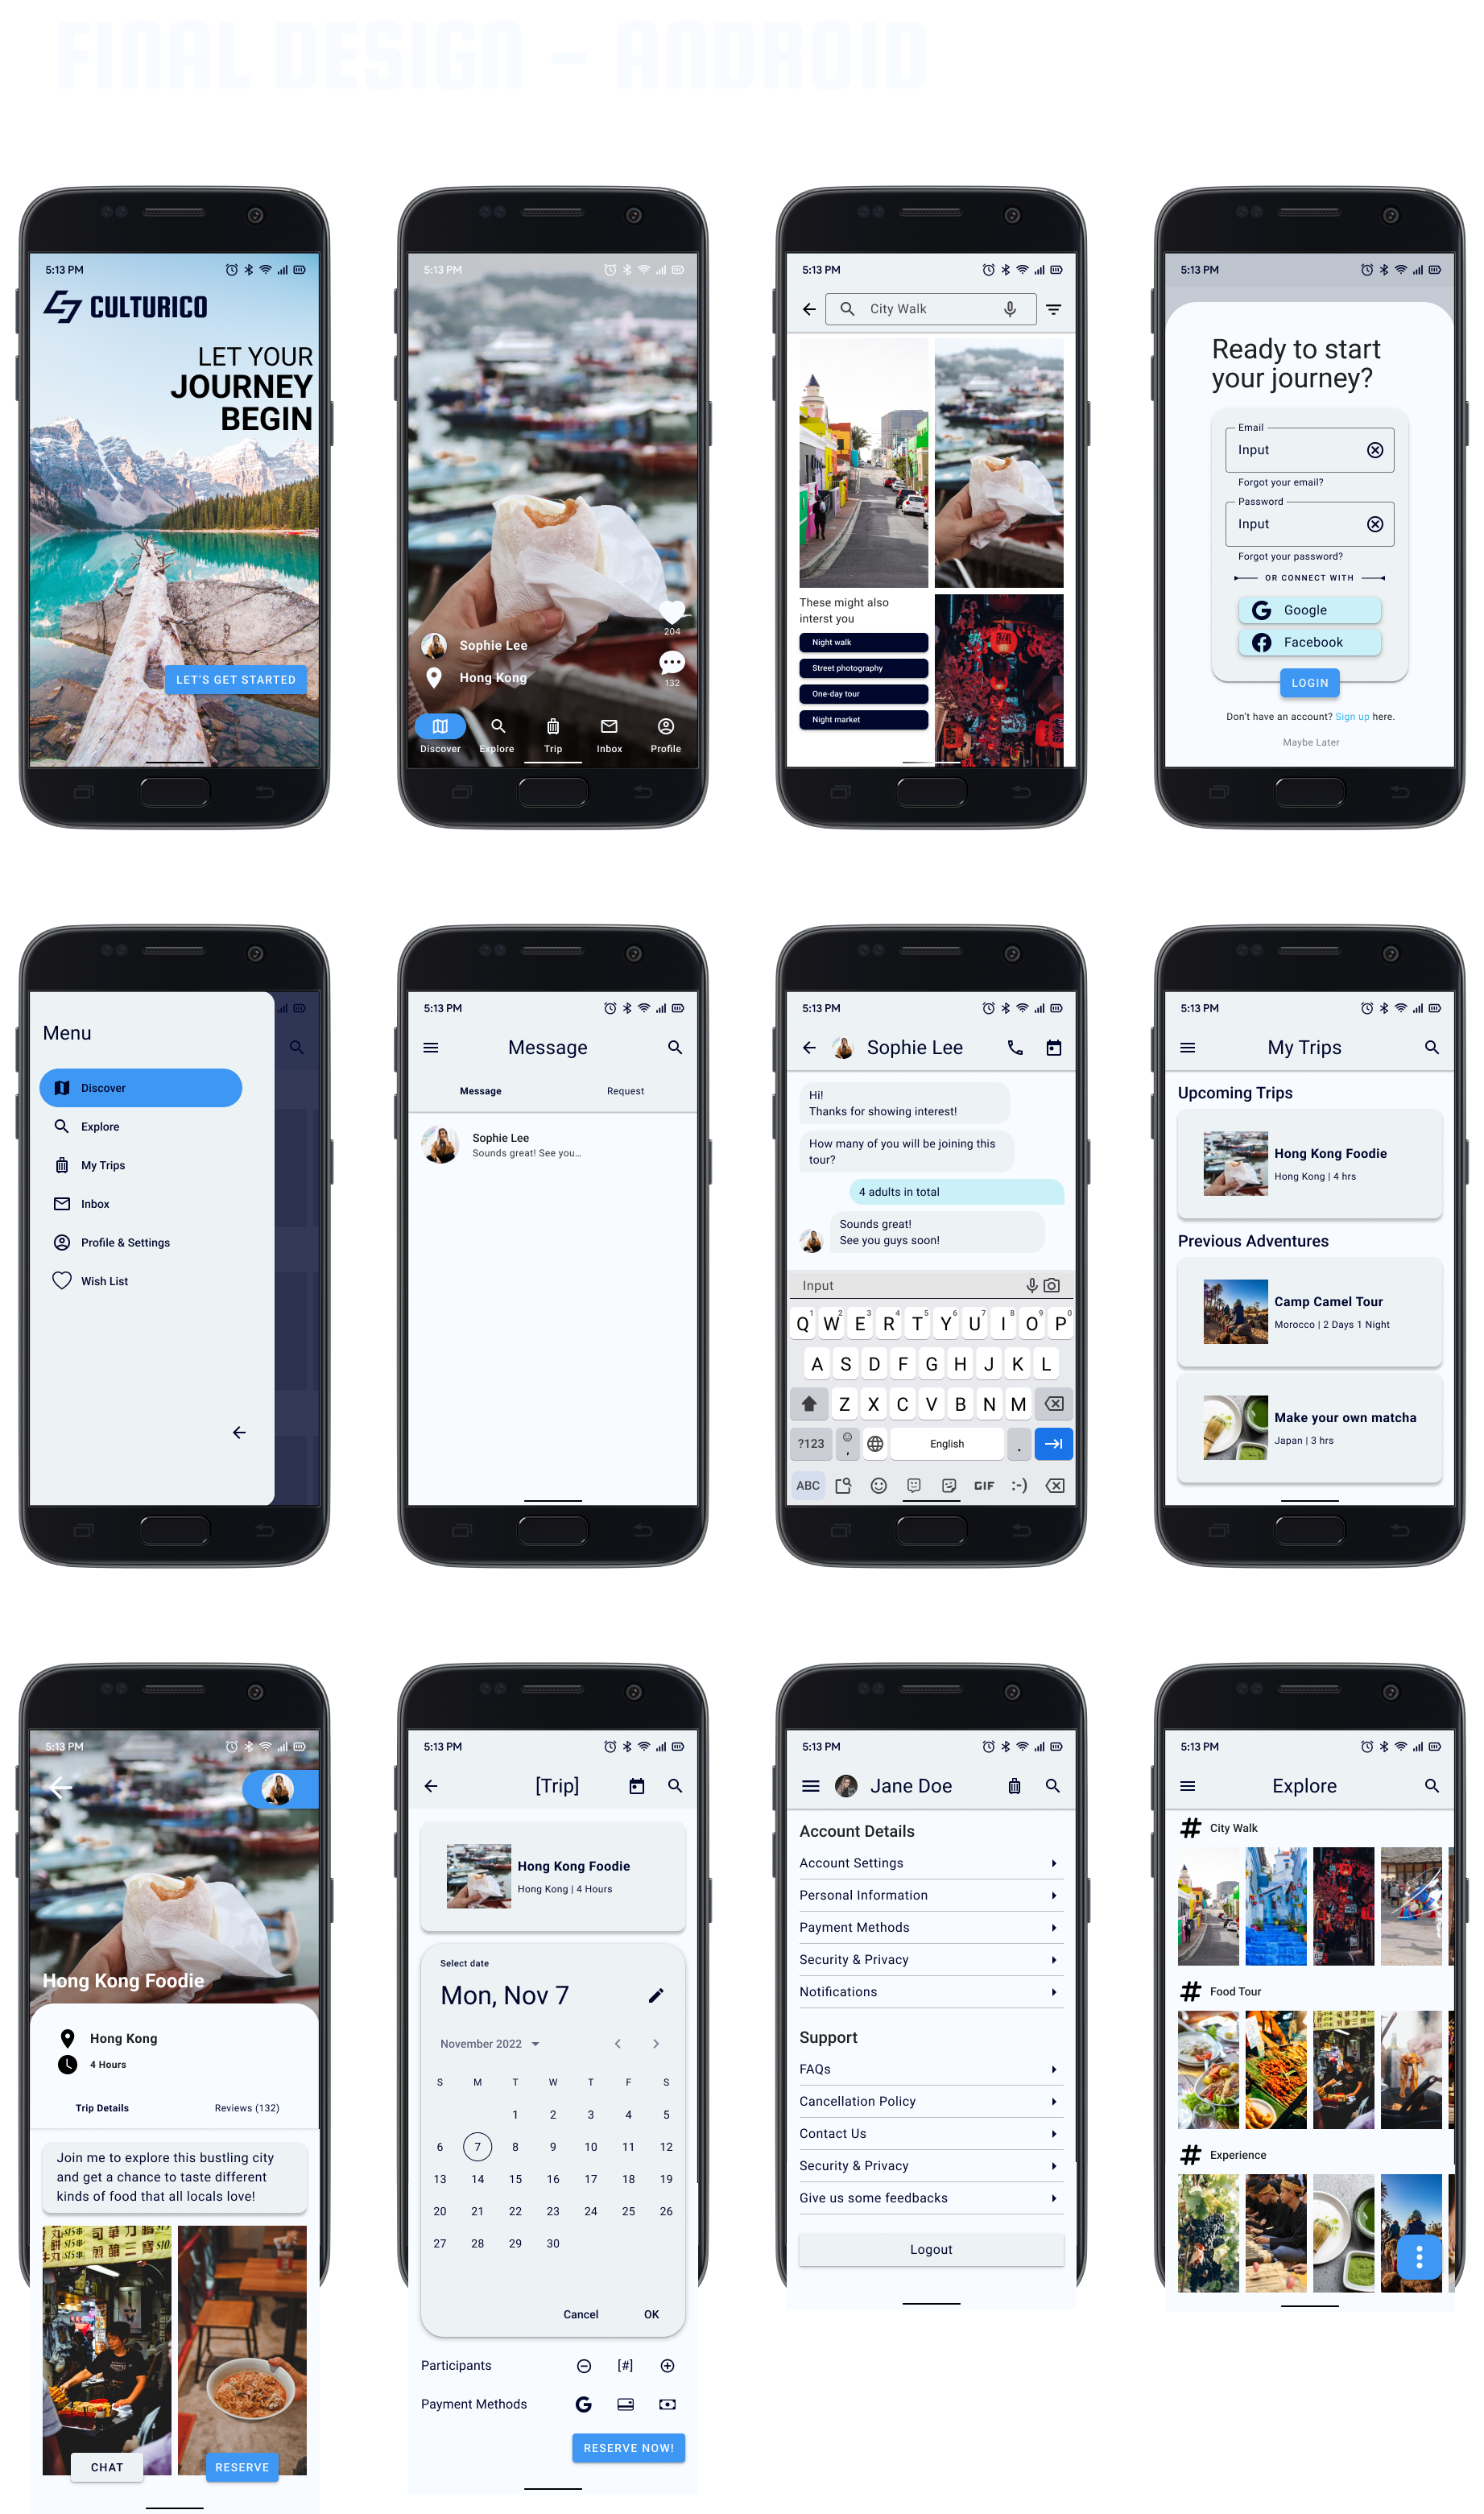 FINAL DESIGN - ANDROID
5:13 PM
CULTURICO
LET YOUR
JOURNEY
BEGIN
LET'S GET STARTED
5:13 PM
Sophie Lee
Hong Kong
204
132
Discover
Explore
Trip
Inbox
Profile
5:13 PM
City Walk
These might also
interst you
Night walk
Street photography
One-day tour
Night market
5:13 PM
Ready to start
your journey?
Email
Input
Forgot your email?
Password
Input
Forgot your password?
OR CONNECT WITH
Google
Facebook
LOGIN
Don't have an account? Sign up here.
Maybe Later
Menu
Discover
Explore
My Trips
Inbox
Profile & Settings
Wish List
5:13 PM
Message
Message
Request
Sophie Lee
Sounds great! See you...
5:13 PM
Sophie Lee
Hi!
Thanks for showing interest!
How many of you will be joining this
tour?
4 adults in total
Sounds great!
See you guys soon!
Input
Q1 W2 E3 R4 T5 Y6 U7 I8 O9 P0
A S D F G H J K L
Z X C V B N M
?123 , English .
ABC GIF :-)
5:13 PM
My Trips
Upcoming Trips
Hong Kong Foodie
Hong Kong | 4 hrs
Previous Adventures
Camp Camel Tour
Morocco | 2 Days 1 Night
Make your own matcha
Japan | 3 hrs
5:13 PM
Hong Kong Foodie
Hong Kong
4 Hours
Trip Details
Reviews (132)
Join me to explore this bustling city
and get a chance to taste different
kinds of food that all locals love!
CHAT
RESERVE
5:13 PM
[Trip]
Hong Kong Foodie
Hong Kong | 4 Hours
Select date
Mon, Nov 7
November 2022
S M T W T F S
1 2 3 4 5
6 7 8 9 10 11 12
13 14 15 16 17 18 19
20 21 22 23 24 25 26
27 28 29 30
Cancel
OK
Participants
[#]
Payment Methods
RESERVE NOW!
5:13 PM
Jane Doe
Account Details
Account Settings
Personal Information
Payment Methods
Security & Privacy
Notifications
Support
FAQs
Cancellation Policy
Contact Us
Security & Privacy
Give us some feedbacks
Logout
5:13 PM
Explore
# City Walk
# Food Tour
# Experience